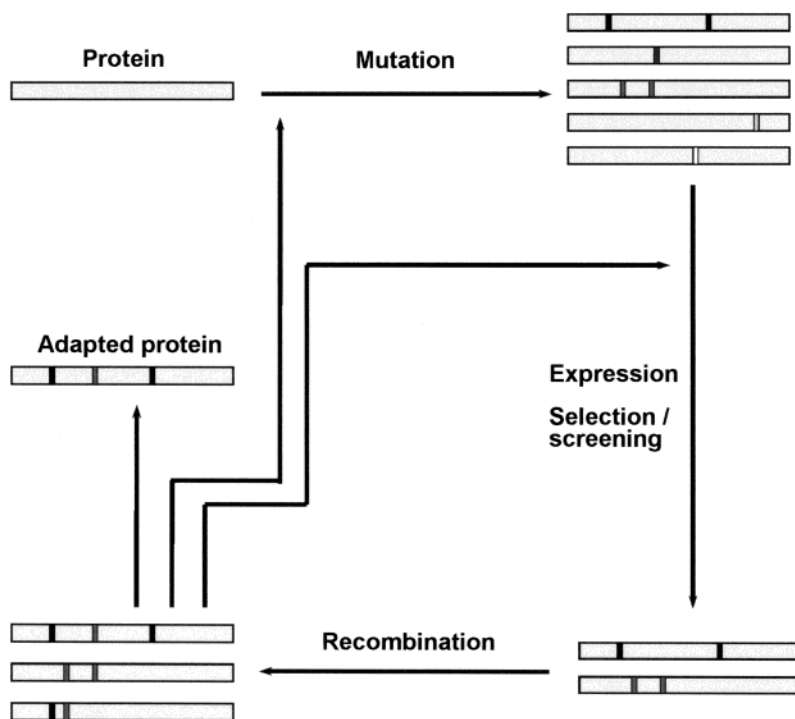 Protein
Mutation
Adapted protein
Expression
Selection /
screening
Recombination